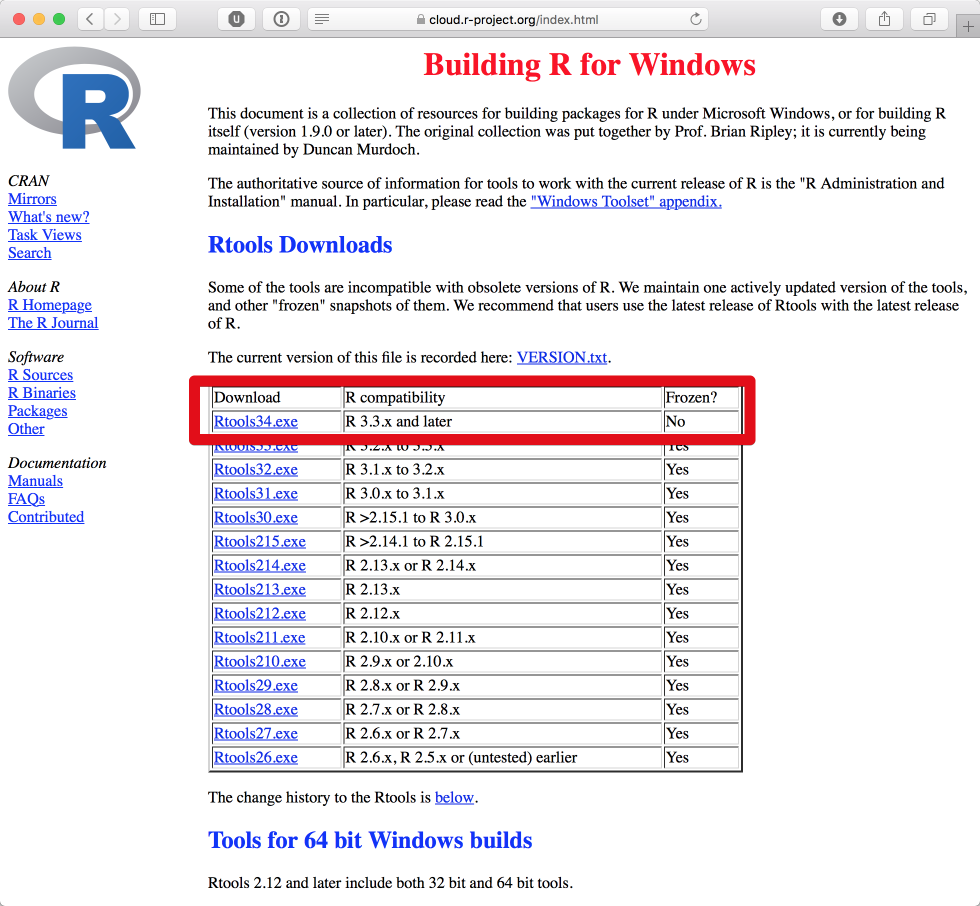 cloud.r-project.org/index.html
R
CRAN
Mirrors
What's new?
Task Views
Search
About R
R Homepage
The R Journal
Software
R Sources
R Binaries
Packages
Other
Documentation
Manuals
FAQs
Contributed
Building R for Windows
This document is a collection of resources for building packages for R under Microsoft Windows, or for building R
itself (version 1.9.0 or later). The original collection was put together by Prof. Brian Ripley; it is currently being
maintained by Duncan Murdoch.
The authoritative source of information for tools to work with the current release of R is the "R Administration and
Installation" manual. In particular, please read the "Windows Toolset" appendix.
Rtools Downloads
Some of the tools are incompatible with obsolete versions of R. We maintain one actively updated version of the tools,
and other "frozen" snapshots of them. We recommend that users use the latest release of Rtools with the latest release
of R.
The current version of this file is recorded here: VERSION.txt.
Download R compatibility Frozen?
Rtools34.exe R 3.3.x and later No
Rtools33.exe R 3.2.x to 3.3.x Yes
Rtools32.exe R 3.1.x to 3.2.x Yes
Rtools31.exe R 3.0.x to 3.1.x Yes
Rtools30.exe R >2.15.1 to R 3.0.x Yes
Rtools215.exe R >2.14.1 to R 2.15.1 Yes
Rtools214.exe R 2.13.x or R 2.14.x Yes
Rtools213.exe R 2.13.x Yes
Rtools212.exe R 2.12.x Yes
Rtools211.exe R 2.10.x or R 2.11.x Yes
Rtools210.exe R 2.9.x or 2.10.x Yes
Rtools29.exe R 2.8.x or R 2.9.x Yes
Rtools28.exe R 2.7.x or R 2.8.x Yes
Rtools27.exe R 2.6.x or R 2.7.x Yes
Rtools26.exe R 2.6.x, R 2.5.x or (untested) earlier Yes
The change history to the Rtools is below.
Tools for 64 bit Windows builds
Rtools 2.12 and later include both 32 bit and 64 bit tools.